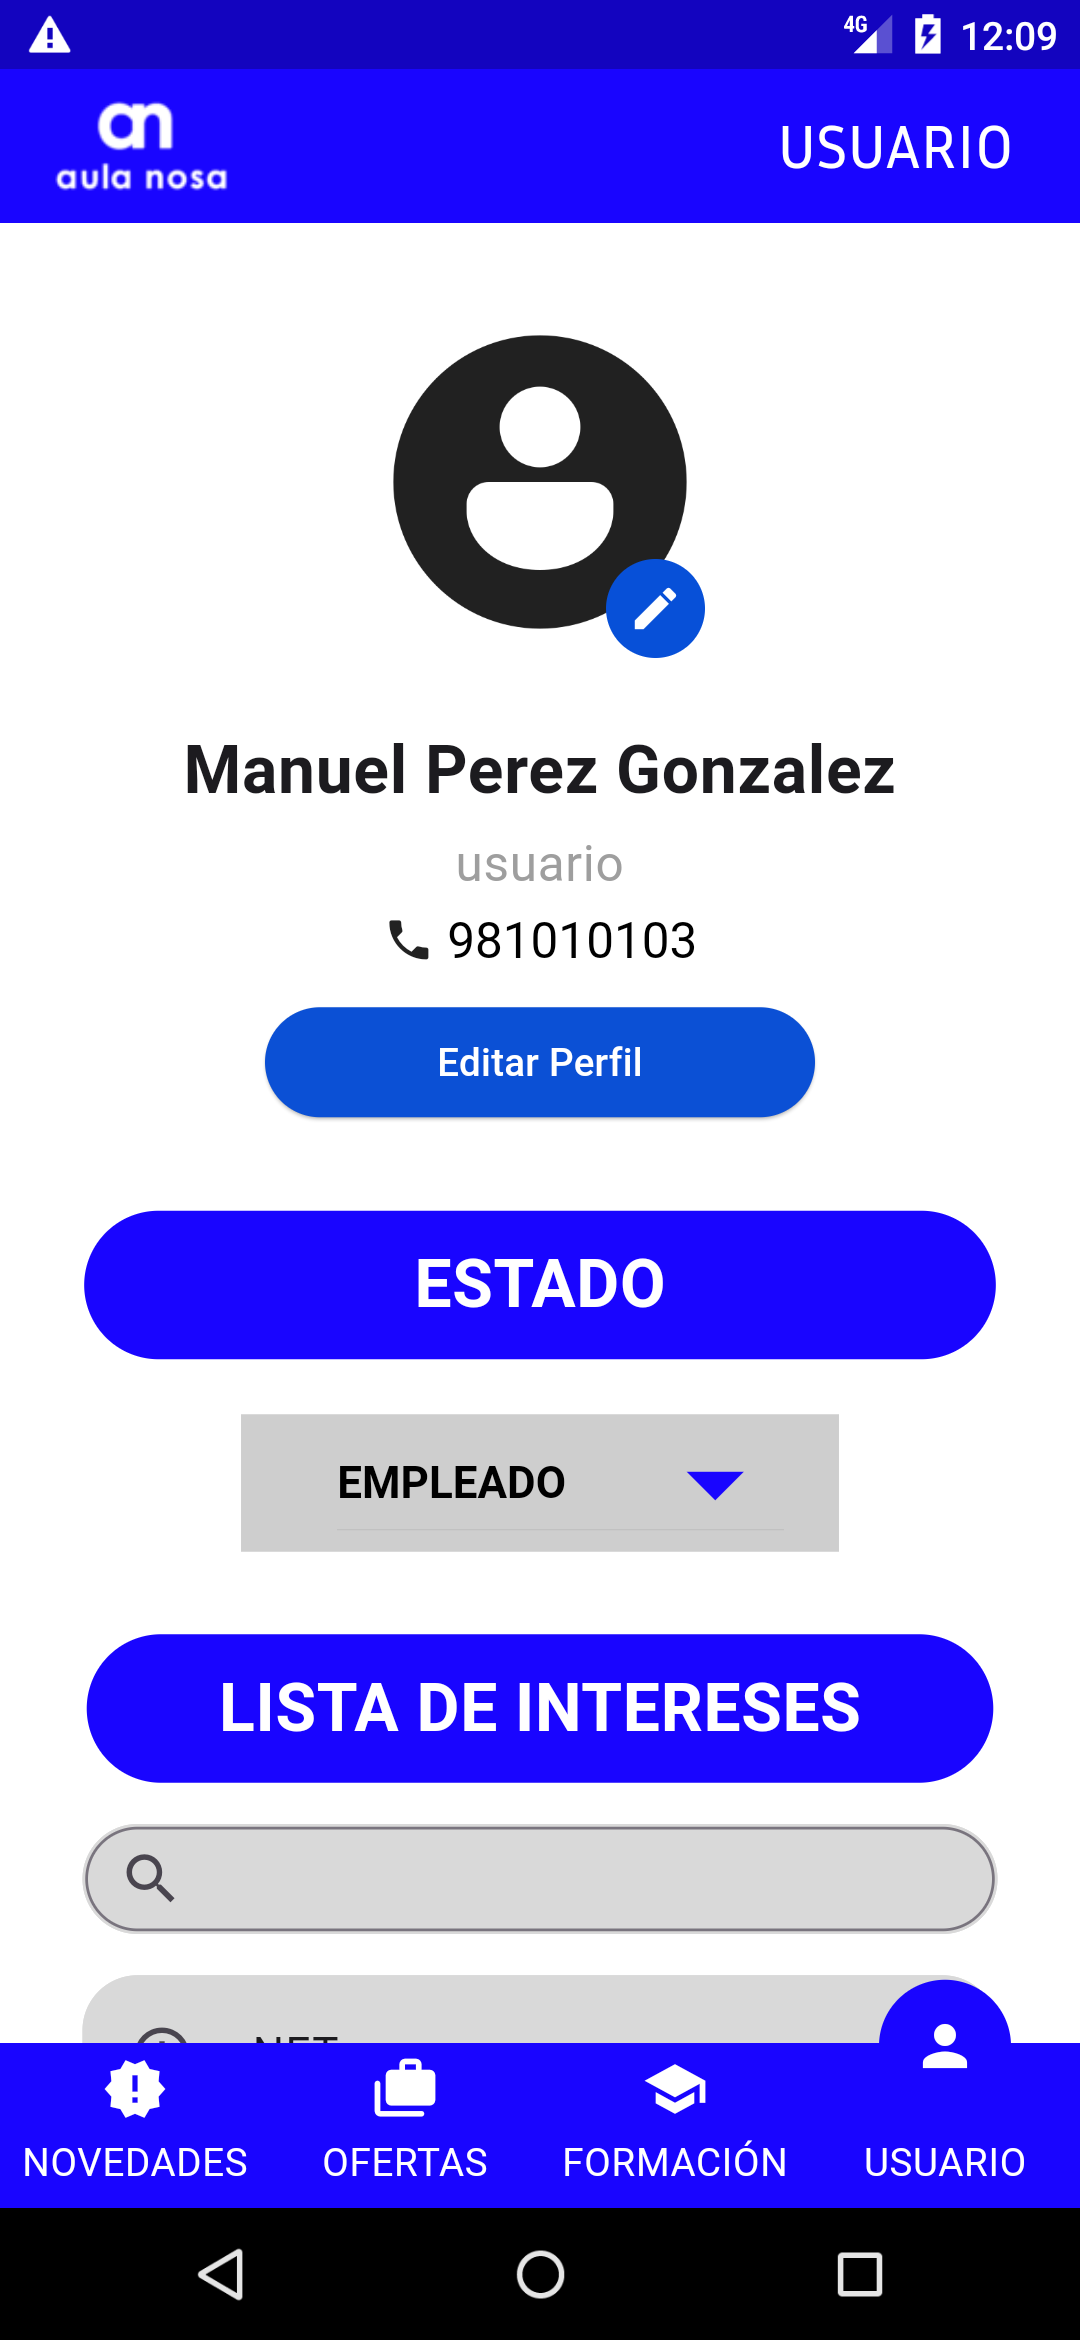 4G 12:09
an
aula nosa
USUARIO
Manuel Perez Gonzalez
usuario
981010103
Editar Perfil
ESTADO
EMPLEADO
LISTA DE INTERESES
NOVEDADES
OFERTAS
FORMACIÓN
USUARIO